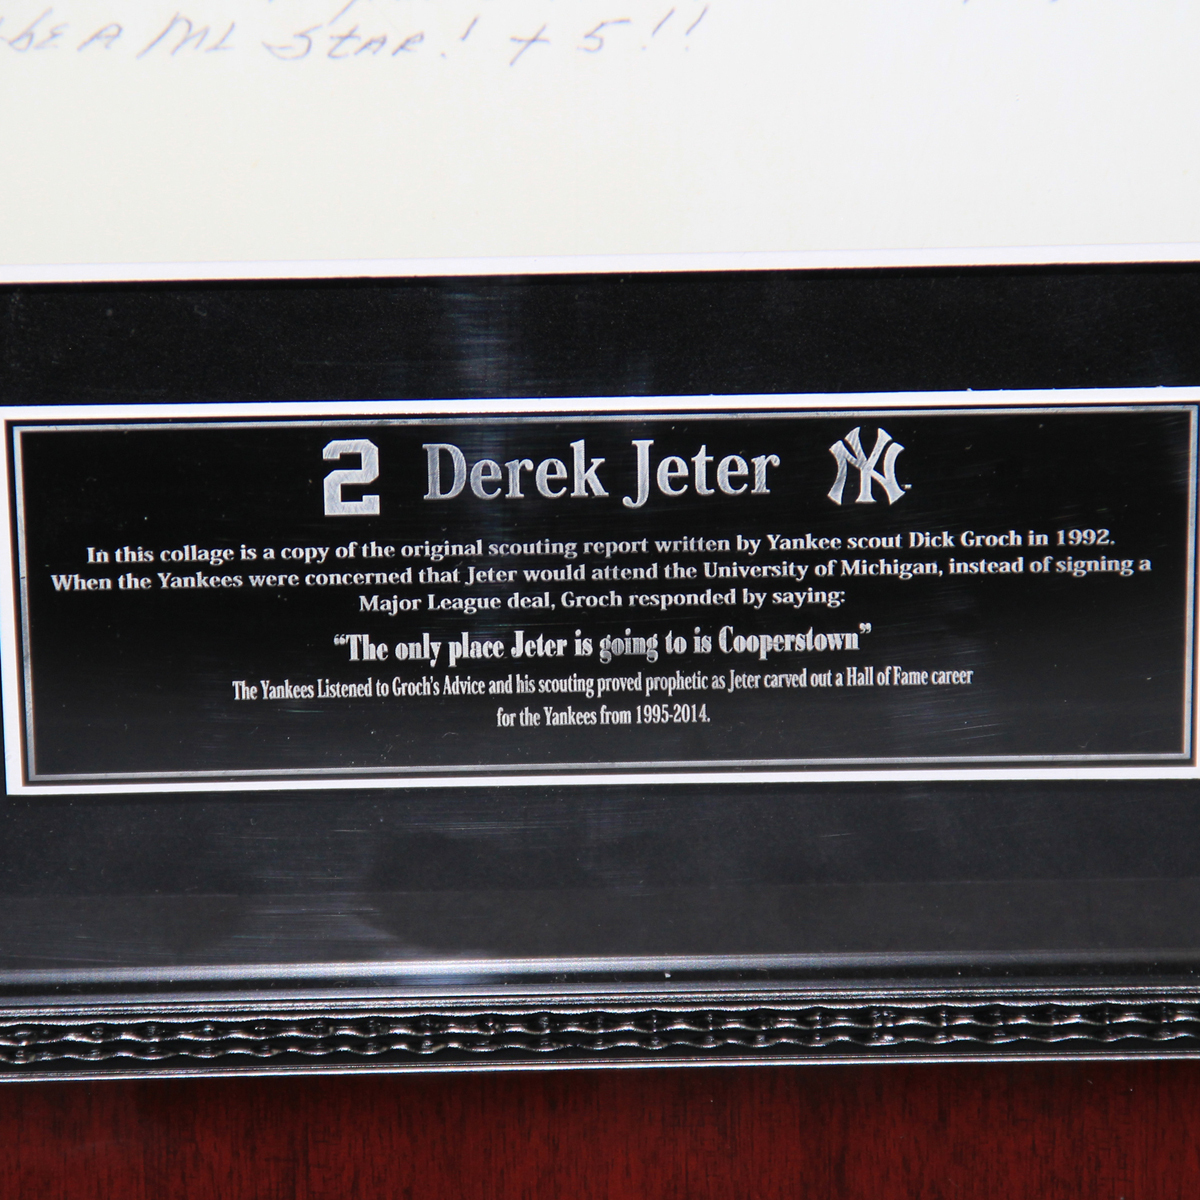 be A ML STAR! + 5!!
2 Derek Jeter NY
In this collage is a copy of the original scouting report written by Yankee scout Dick Groch in 1992.
When the Yankees were concerned that Jeter would attend the University of Michigan, instead of signing a
Major League deal, Groch responded by saying:
“The only place Jeter is going to is Cooperstown”
The Yankees Listened to Groch's Advice and his scouting proved prophetic as Jeter carved out a Hall of Fame career
for the Yankees from 1995-2014.